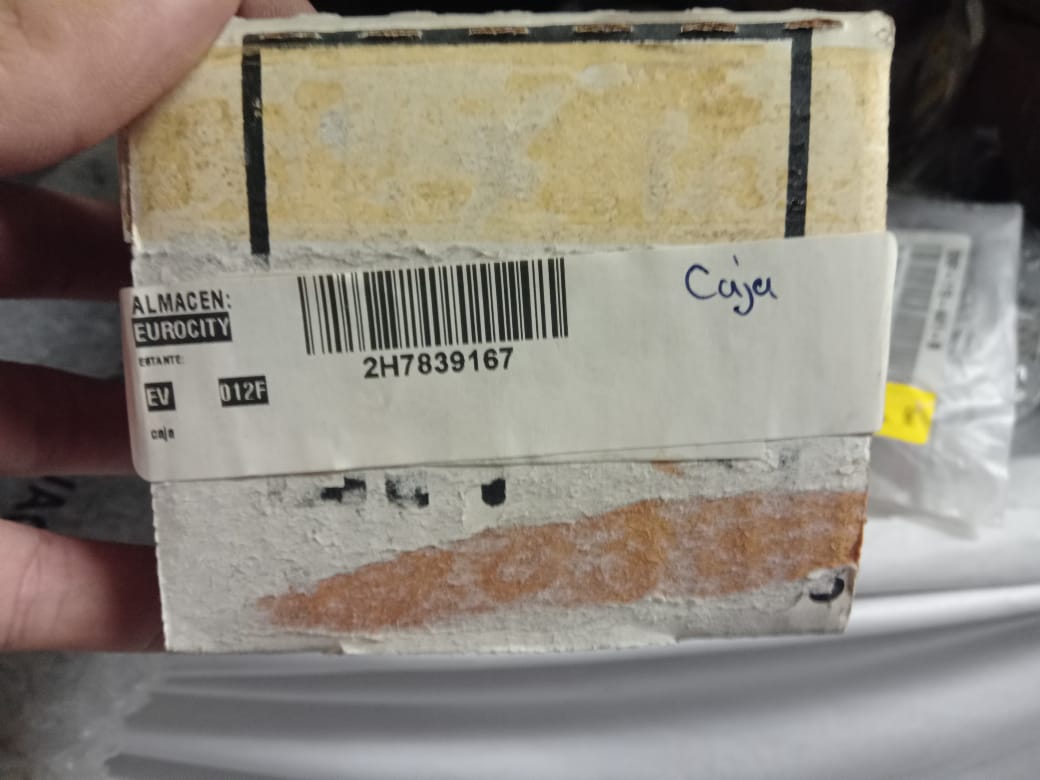 ALMACEN:
EUROCITY
ESTANTE:
EV 012F
caja
2H7839167
Caja